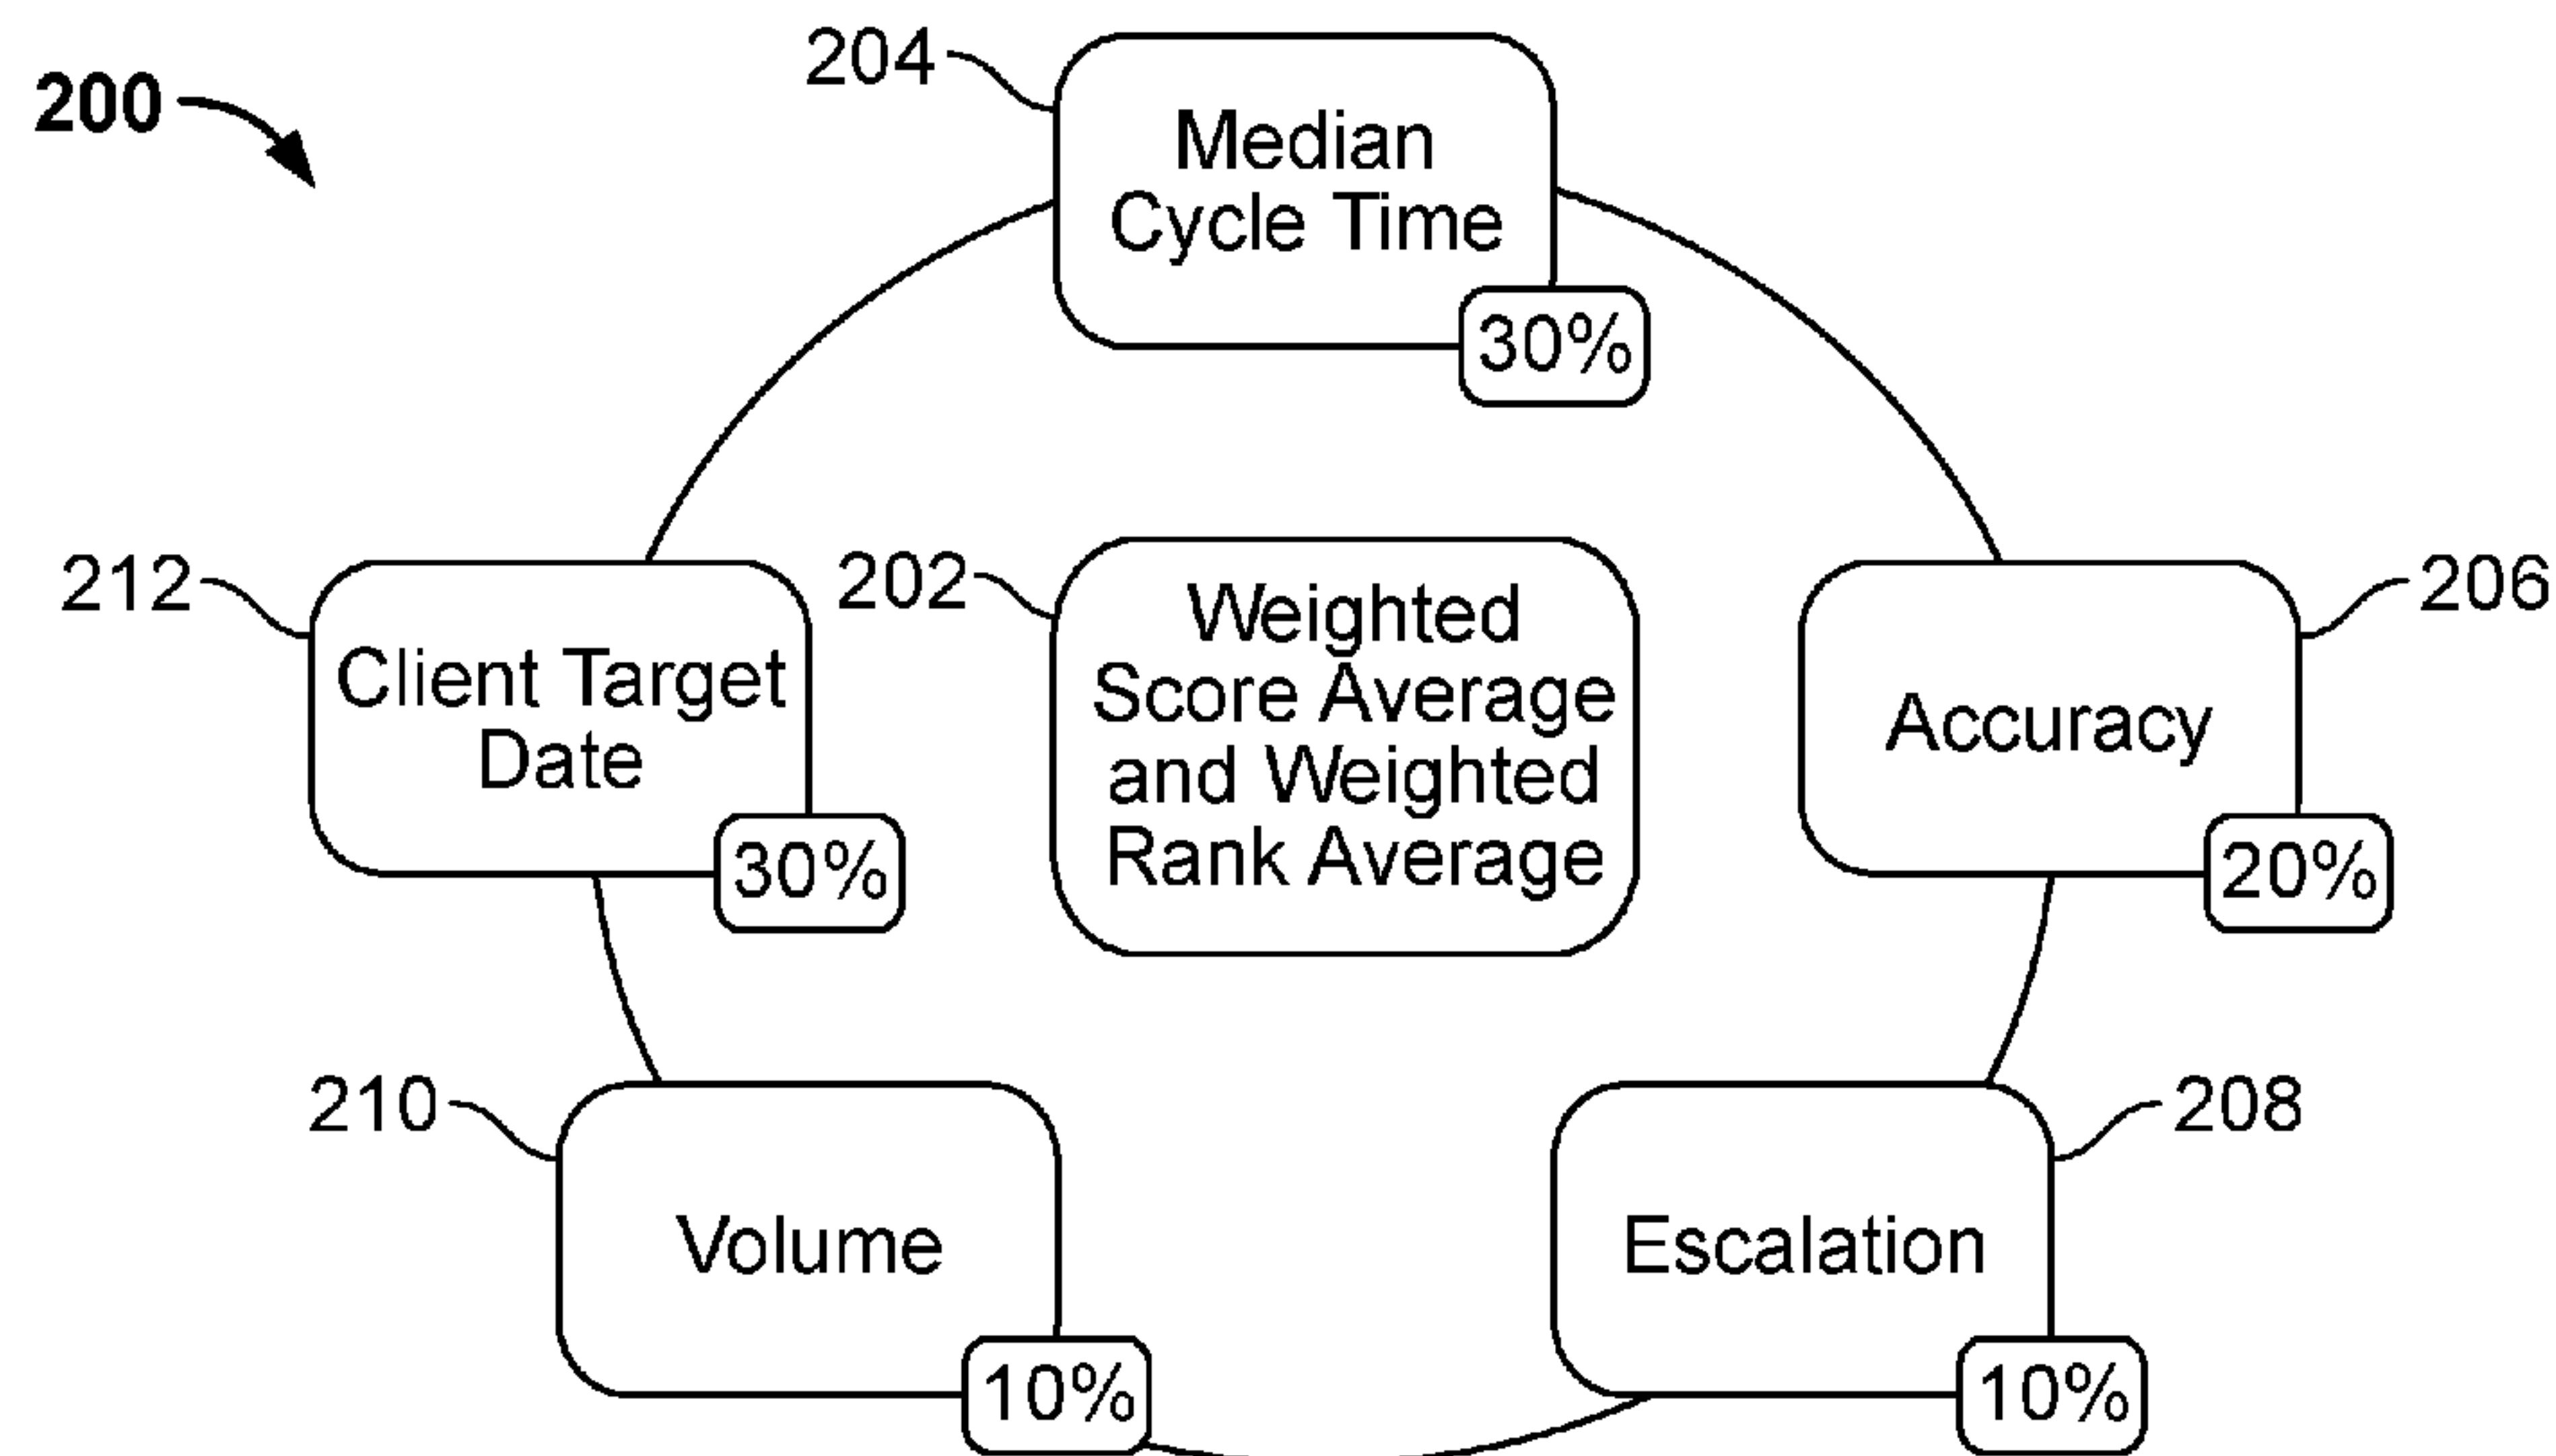 200
204
Median
Cycle Time
30%
212
Client Target
Date
30%
202
Weighted
Score Average
and Weighted
Rank Average
206
Accuracy
20%
210
Volume
10%
208
Escalation
10%